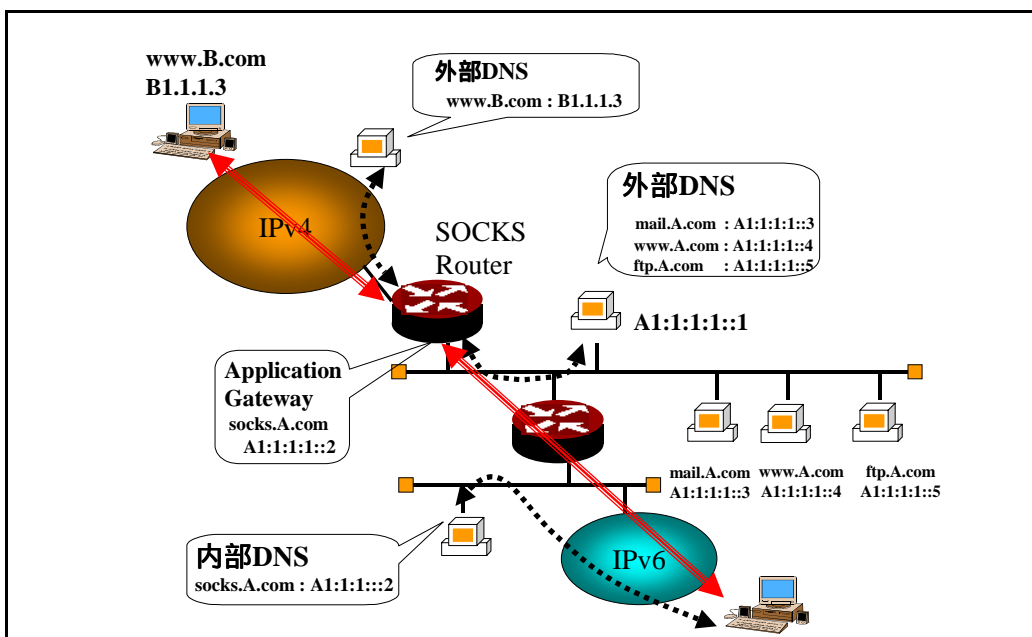 www.B.com
B1.1.1.3
外部DNS
www.B.com : B1.1.1.3
外部DNS
mail.A.com : A1:1:1:1::3
www.A.com : A1:1:1:1::4
ftp.A.com : A1:1:1:1::5
IPv4
SOCKS
Router
A1:1:1:1::1
Application
Gateway
socks.A.com
A1:1:1:1::2
mail.A.com
A1:1:1:1::3
www.A.com
A1:1:1:1::4
ftp.A.com
A1:1:1:1::5
内部DNS
socks.A.com : A1:1:1:::2
IPv6